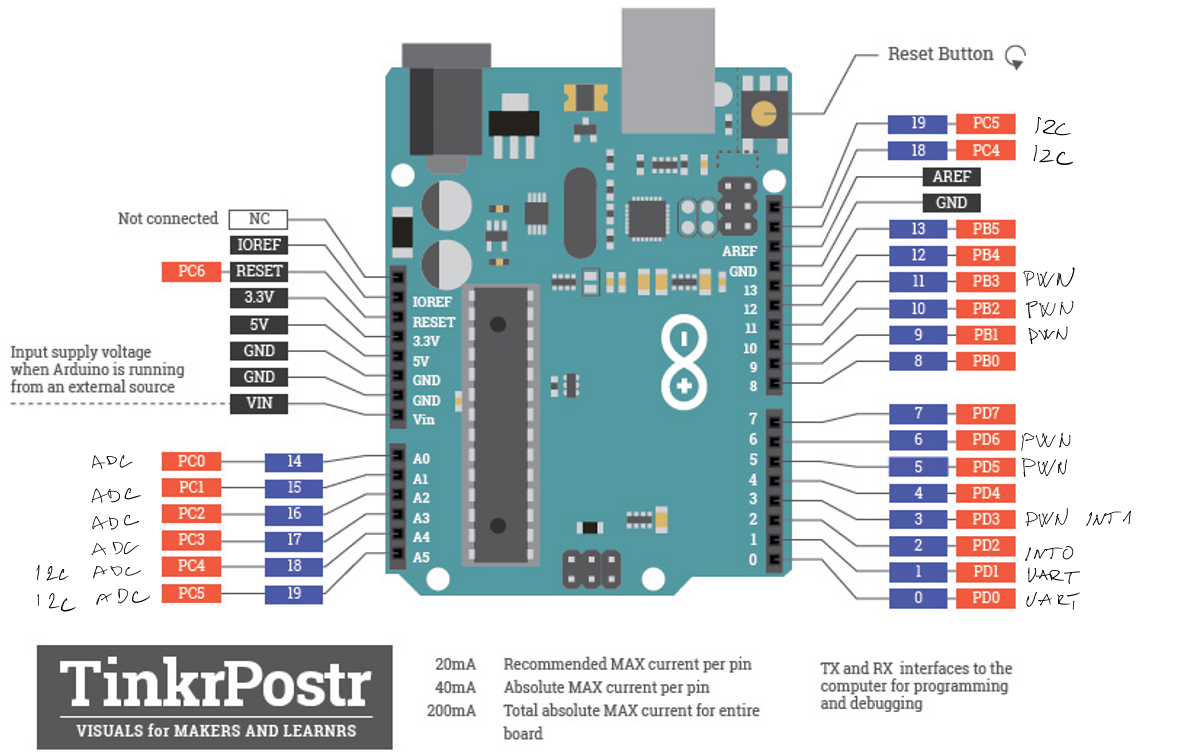 Reset Button
19 PC5 I2C
18 PC4 I2C
AREF
GND
13 PB5
12 PB4
11 PB3 PWN
10 PB2 PWN
9 PB1 PWN
8 PB0
7 PD7
6 PD6 PWN
5 PD5 PWN
4 PD4
3 PD3 PWN INT1
2 PD2 INT0
1 PD1 UART
0 PD0 UART
Not connected NC
IOREF
PC6 RESET
3.3V
5V
GND
GND
VIN
Input supply voltage
when Arduino is running
from an external source
ADC PC0 14
ADC PC1 15
ADC PC2 16
ADC PC3 17
I2C ADC PC4 18
I2C ADC PC5 19
IOREF
RESET
3.3V
5V
GND
GND
Vin
A0
A1
A2
A3
A4
A5
AREF
GND
13
12
11
10
9
8
7
6
5
4
3
2
1
0
TinkrPostr
VISUALS for MAKERS AND LEARNRS
20mA Recommended MAX current per pin
40mA Absolute MAX current per pin
200mA Total absolute MAX current for entire
board
TX and RX interfaces to the
computer for programming
and debugging